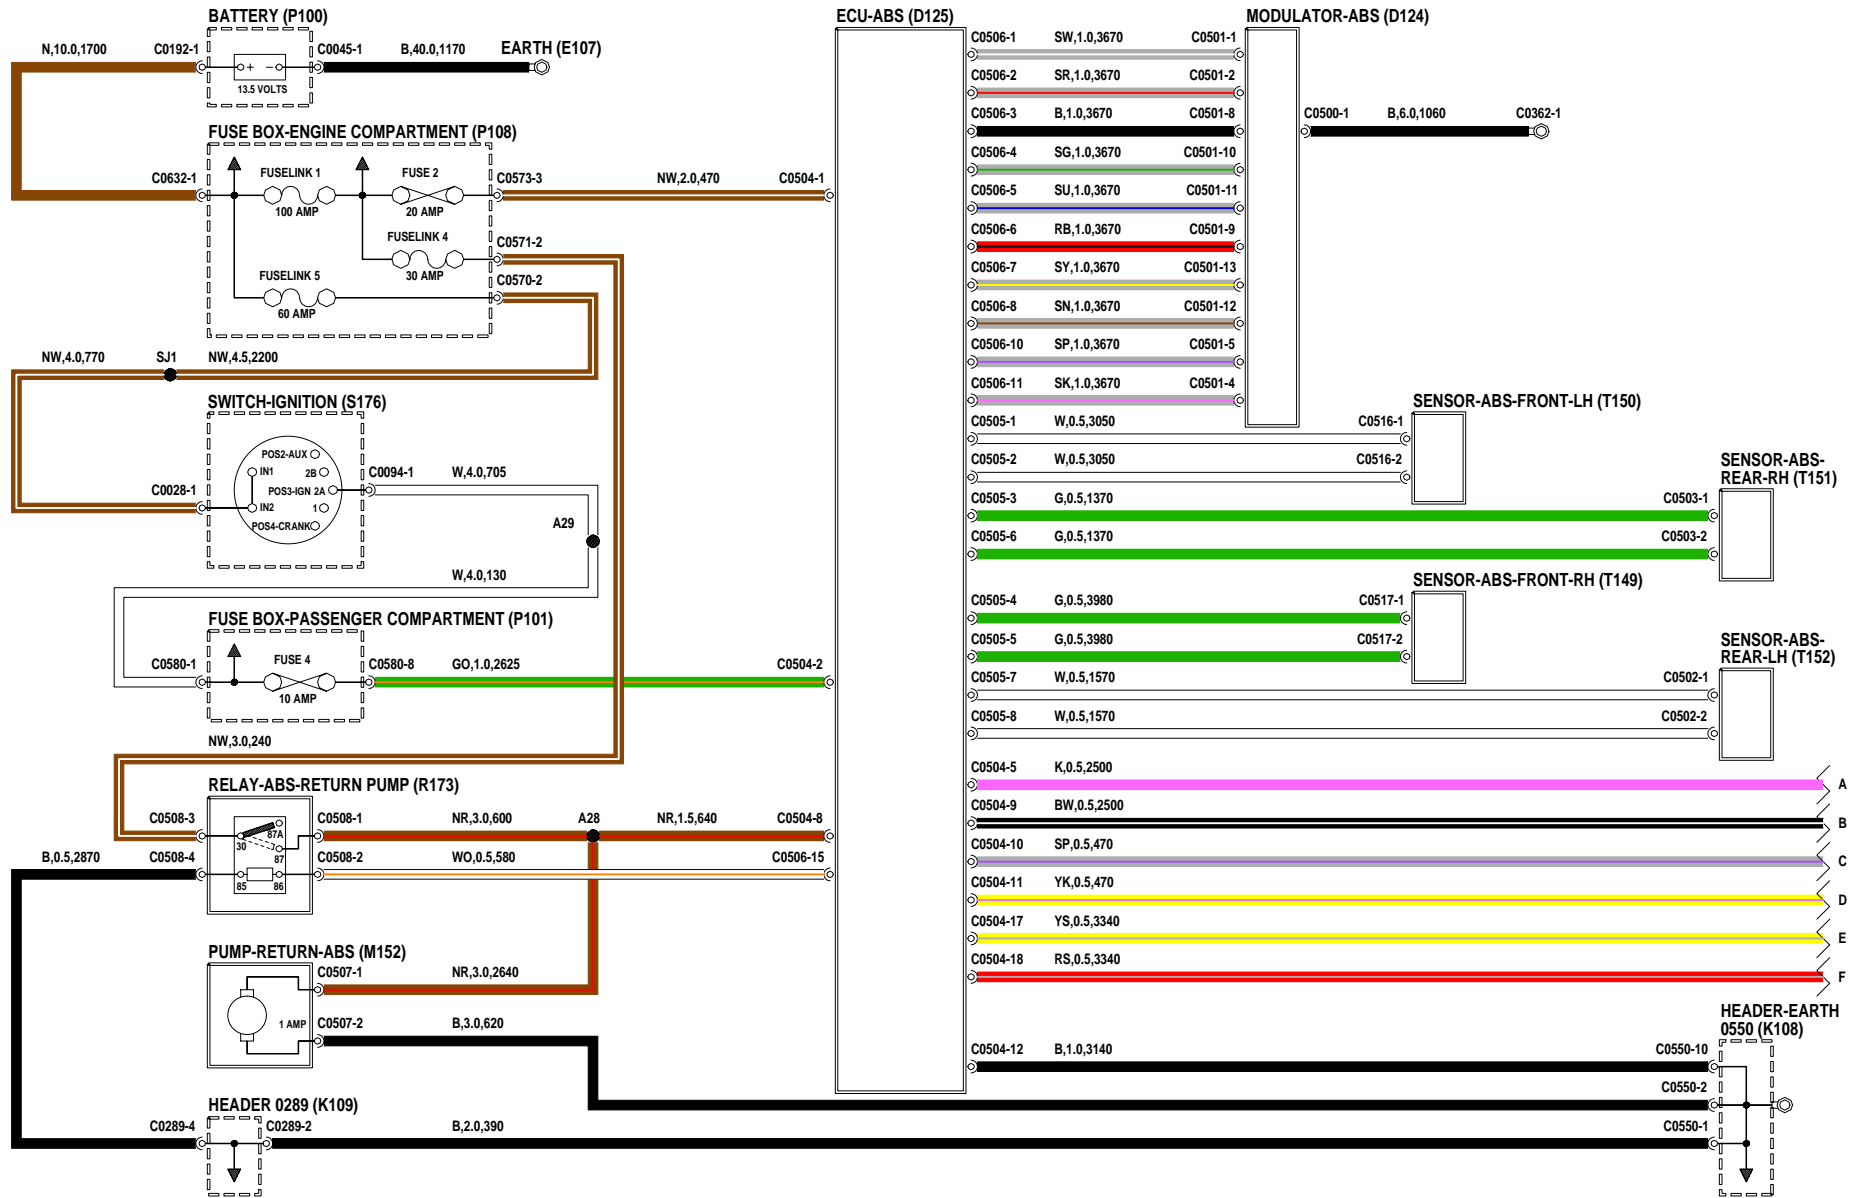 BATTERY (P100)
N,10.0,1700
C0192-1
C0045-1
B,40.0,1170
EARTH (E107)
+ −
13.5 VOLTS
FUSE BOX-ENGINE COMPARTMENT (P108)
C0632-1
FUSELINK 1
100 AMP
FUSE 2
20 AMP
C0573-3
NW,2.0,470
C0504-1
FUSELINK 4
30 AMP
C0571-2
FUSELINK 5
60 AMP
C0570-2
NW,4.0,770
SJ1
NW,4.5,2200
SWITCH-IGNITION (S176)
POS2-AUX
IN1
2B
POS3-IGN 2A
IN2
1
POS4-CRANK
C0028-1
C0094-1
W,4.0,705
A29
W,4.0,130
FUSE BOX-PASSENGER COMPARTMENT (P101)
C0580-1
FUSE 4
10 AMP
C0580-8
GO,1.0,2625
C0504-2
NW,3.0,240
RELAY-ABS-RETURN PUMP (R173)
C0508-3
C0508-1
NR,3.0,600
A28
NR,1.5,640
C0504-8
87A
30
87
85
86
B,0.5,2870
C0508-4
C0508-2
WO,0.5,580
C0506-15
PUMP-RETURN-ABS (M152)
C0507-1
NR,3.0,2640
1 AMP
C0507-2
B,3.0,620
HEADER 0289 (K109)
C0289-4
C0289-2
B,2.0,390
ECU-ABS (D125)
MODULATOR-ABS (D124)
C0506-1
SW,1.0,3670
C0501-1
C0506-2
SR,1.0,3670
C0501-2
C0506-3
B,1.0,3670
C0501-8
C0500-1
B,6.0,1060
C0362-1
C0506-4
SG,1.0,3670
C0501-10
C0506-5
SU,1.0,3670
C0501-11
C0506-6
RB,1.0,3670
C0501-9
C0506-7
SY,1.0,3670
C0501-13
C0506-8
SN,1.0,3670
C0501-12
C0506-10
SP,1.0,3670
C0501-5
C0506-11
SK,1.0,3670
C0501-4
SENSOR-ABS-FRONT-LH (T150)
C0505-1
W,0.5,3050
C0516-1
C0505-2
W,0.5,3050
C0516-2
SENSOR-ABS-
REAR-RH (T151)
C0505-3
G,0.5,1370
C0503-1
C0505-6
G,0.5,1370
C0503-2
SENSOR-ABS-FRONT-RH (T149)
C0505-4
G,0.5,3980
C0517-1
C0505-5
G,0.5,3980
C0517-2
SENSOR-ABS-
REAR-LH (T152)
C0505-7
W,0.5,1570
C0502-1
C0505-8
W,0.5,1570
C0502-2
C0504-5
K,0.5,2500
A
C0504-9
BW,0.5,2500
B
C0504-10
SP,0.5,470
C
C0504-11
YK,0.5,470
D
C0504-17
YS,0.5,3340
E
C0504-18
RS,0.5,3340
F
HEADER-EARTH
0550 (K108)
C0504-12
B,1.0,3140
C0550-10
C0550-2
C0550-1